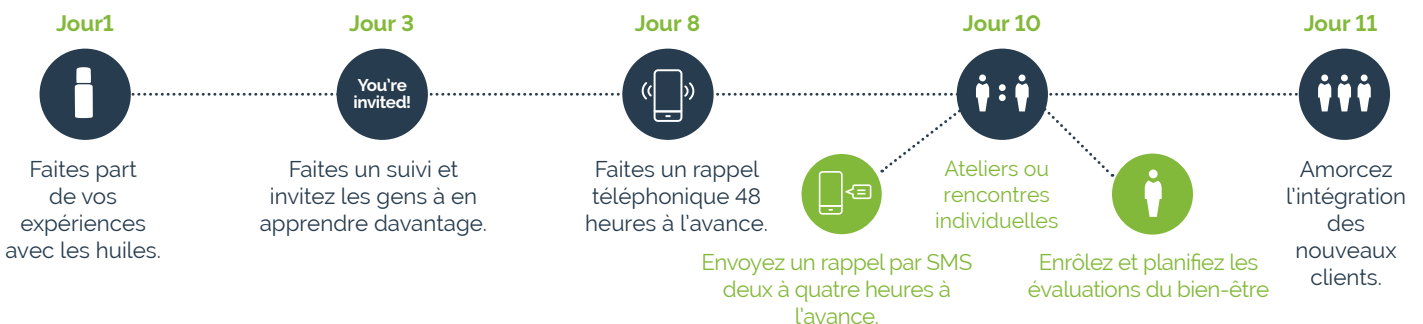 Jour1
Faites part
de vos
expériences
avec les huiles.
Jour 3
You're
invited!
Faites un suivi et
invitez les gens à en
apprendre davantage.
Jour 8
Faites un rappel
téléphonique 48
heures à l'avance.
Jour 10
Ateliers ou
rencontres
individuelles
Envoyez un rappel par SMS
deux à quatre heures à
l'avance.
Enrôlez et planifiez les
évaluations du bien-être
Jour 11
Amorcez
l'intégration
des
nouveaux
clients.